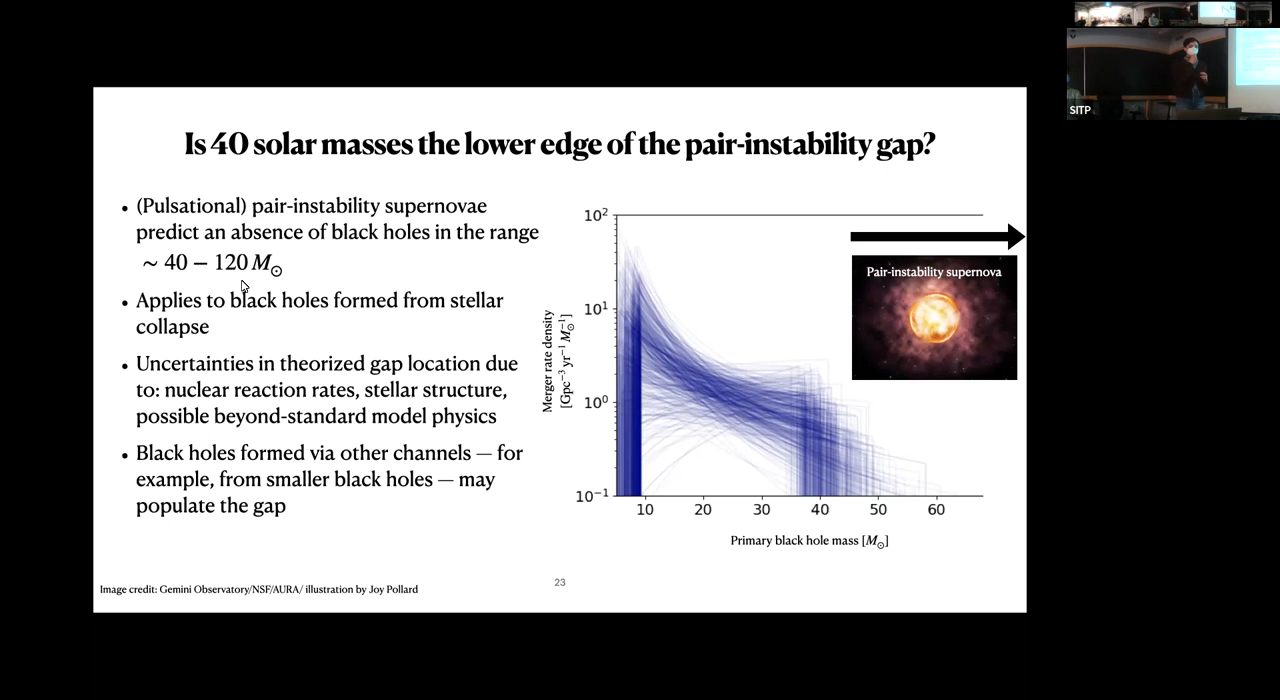 SITP
Is 40 solar masses the lower edge of the pair-instability gap?
• (Pulsational) pair-instability supernovae
predict an absence of black holes in the range
∼ 40 − 120 M⊙
• Applies to black holes formed from stellar
collapse
• Uncertainties in theorized gap location due
to: nuclear reaction rates, stellar structure,
possible beyond-standard model physics
• Black holes formed via other channels — for
example, from smaller black holes — may
populate the gap
Merger rate density
[Gpc⁻³ yr⁻¹ M⊙⁻¹]
10²
10¹
10⁰
10⁻¹
10 20 30 40 50 60
Primary black hole mass [M⊙]
Pair-instability supernova
Image credit: Gemini Observatory/NSF/AURA/ illustration by Joy Pollard
23